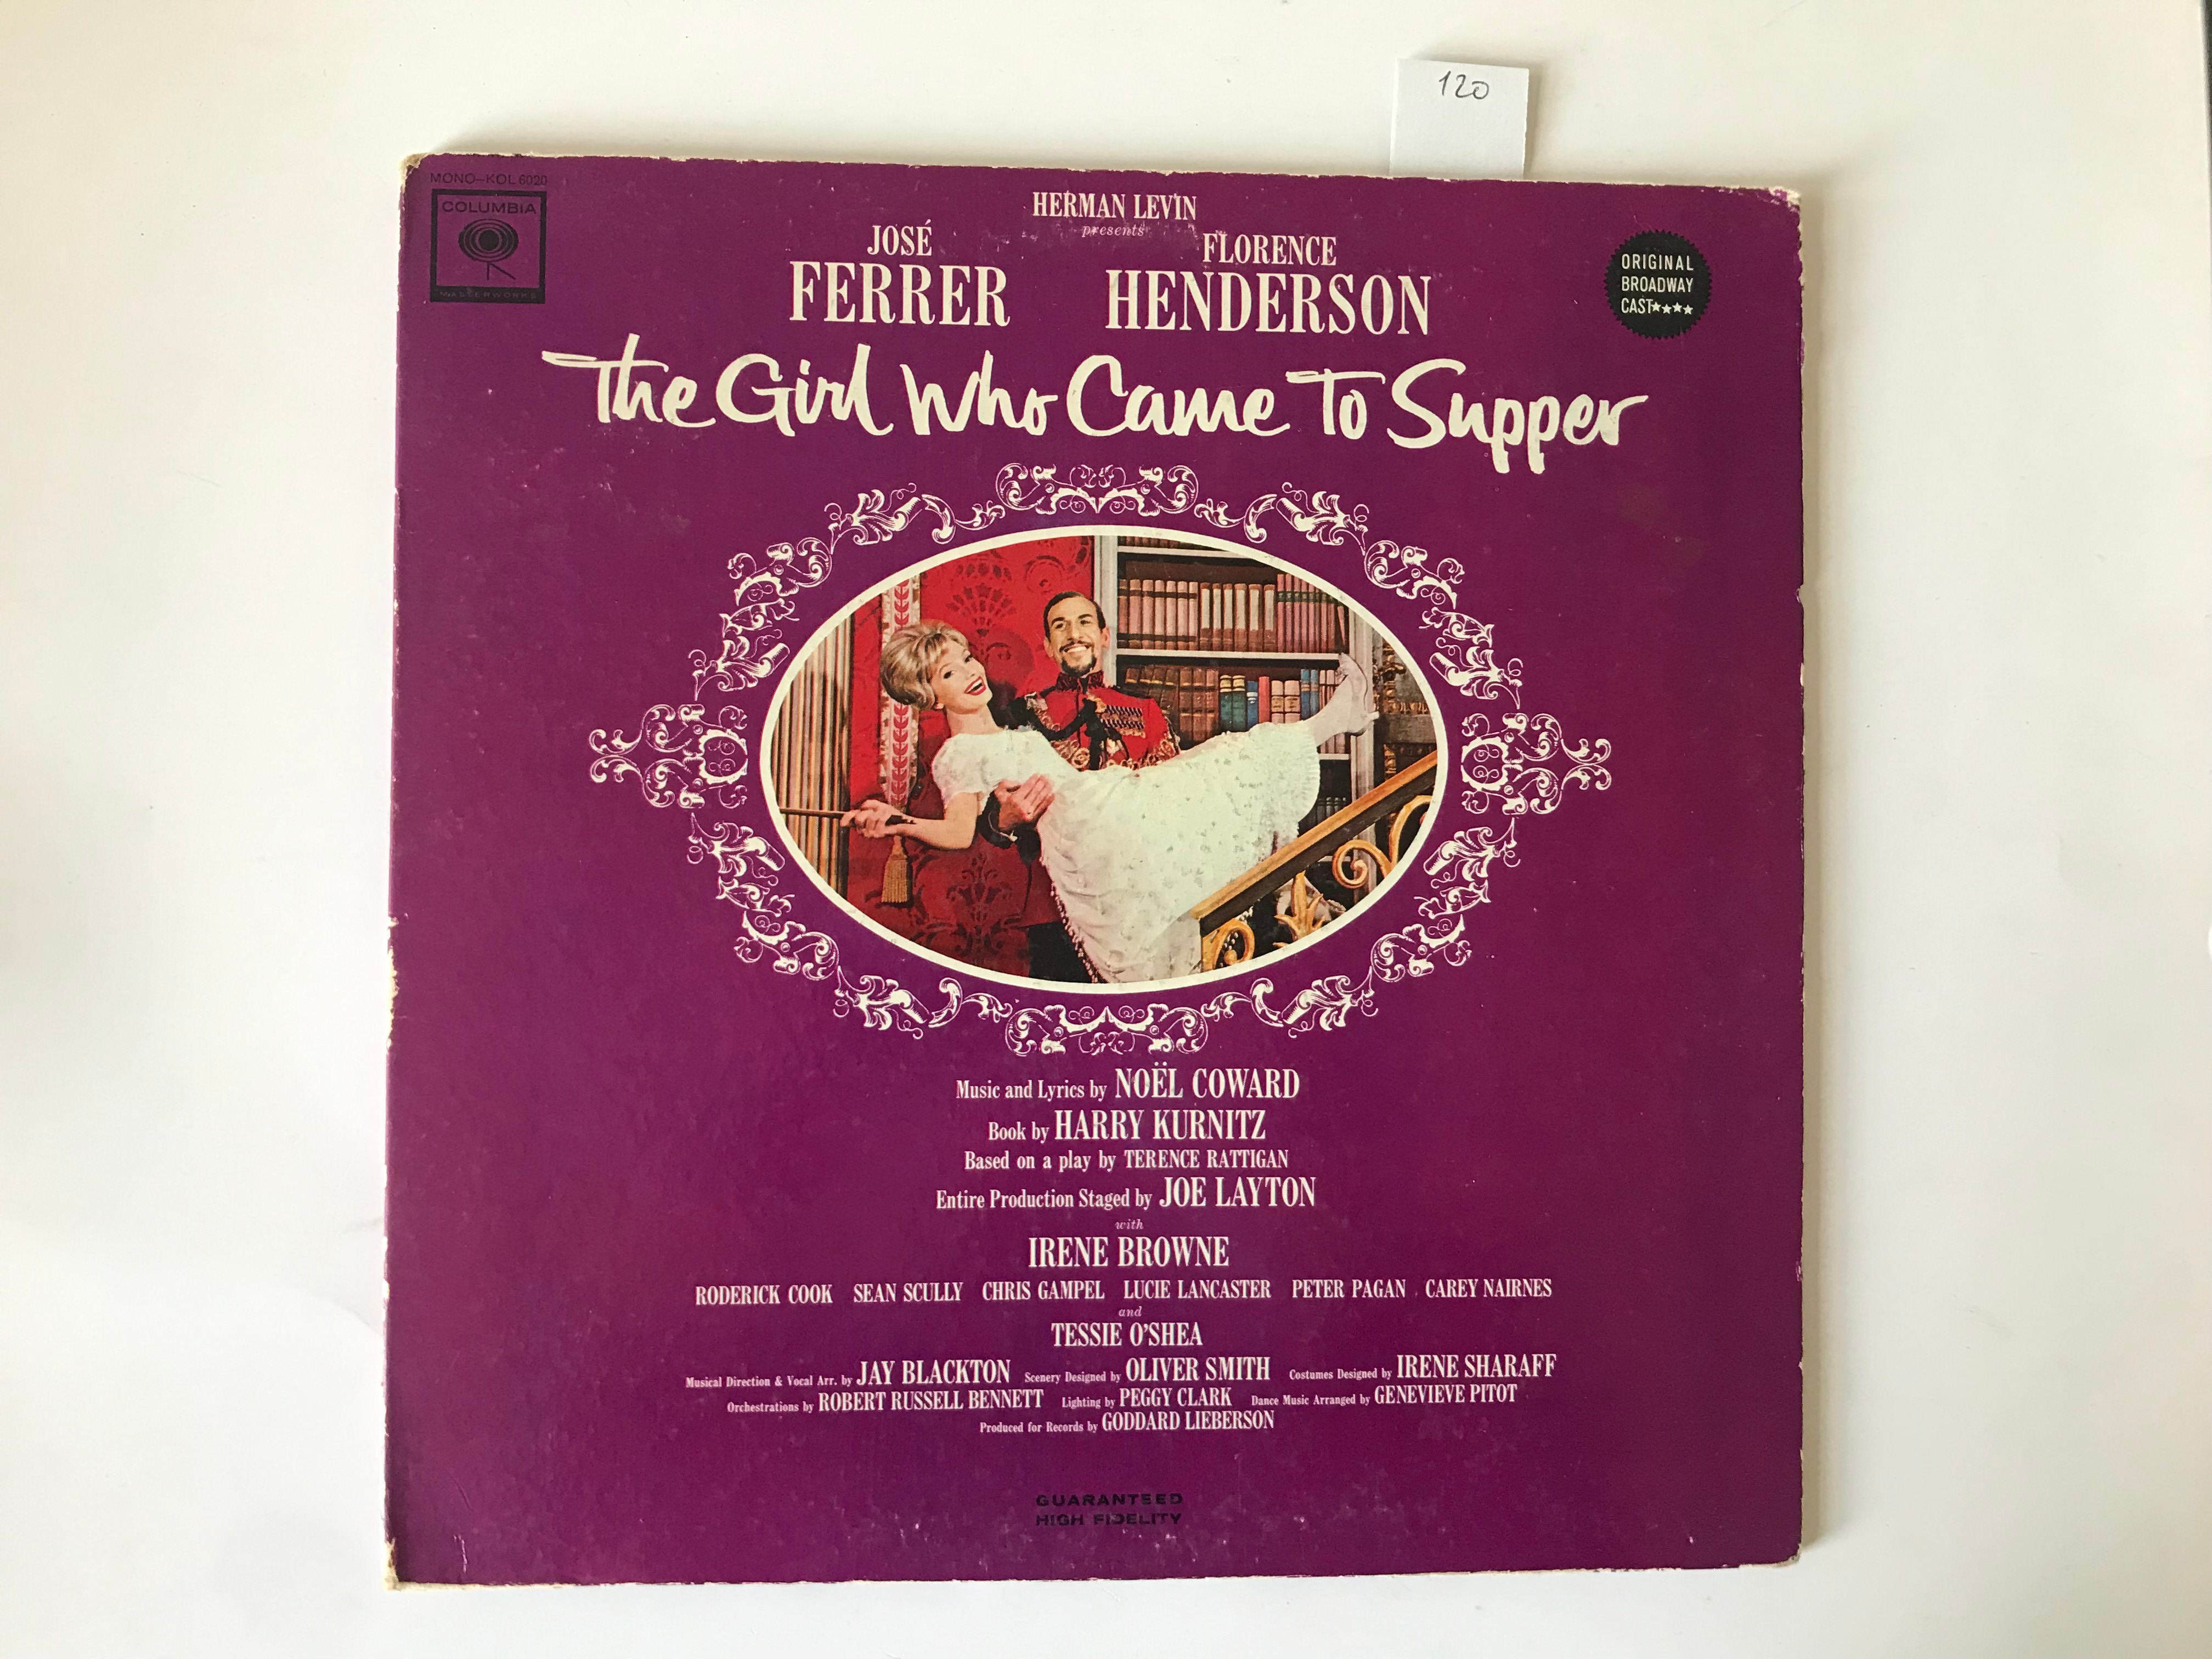 120
MONO–KOL 6020
COLUMBIA
MASTERWORKS
HERMAN LEVIN
presents
JOSÉ FERRER
FLORENCE HENDERSON
ORIGINAL
BROADWAY
CAST★★★★
The Girl Who Came To Supper
Music and Lyrics by NOËL COWARD
Book by HARRY KURNITZ
Based on a play by TERENCE RATTIGAN
Entire Production Staged by JOE LAYTON
with
IRENE BROWNE
RODERICK COOK SEAN SCULLY CHRIS GAMPEL LUCIE LANCASTER PETER PAGAN CAREY NAIRNES
and
TESSIE O'SHEA
Musical Direction & Vocal Arr. by JAY BLACKTON Scenery Designed by OLIVER SMITH Costumes Designed by IRENE SHARAFF
Orchestrations by ROBERT RUSSELL BENNETT Lighting by PEGGY CLARK Dance Music Arranged by GENEVIEVE PITOT
Produced for Records by GODDARD LIEBERSON
GUARANTEED
HIGH FIDELITY